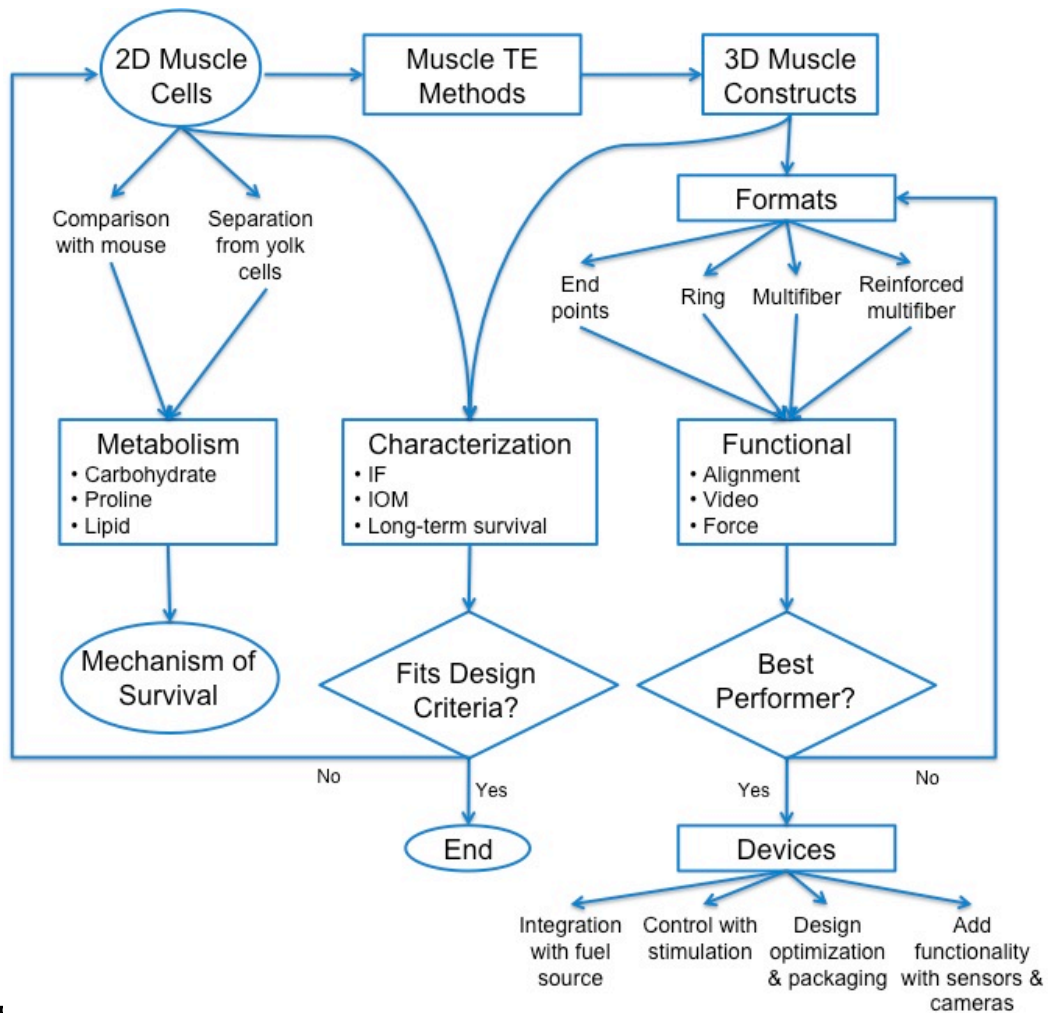 2D Muscle
Cells
Muscle TE
Methods
3D Muscle
Constructs
Formats
Comparison
with mouse
Separation
from yolk
cells
End
points
Ring
Multifiber
Reinforced
multifiber
Metabolism
• Carbohydrate
• Proline
• Lipid
Characterization
• IF
• IOM
• Long-term survival
Functional
• Alignment
• Video
• Force
Mechanism of
Survival
Fits Design
Criteria?
Best
Performer?
No
Yes
Yes
No
End
Devices
Integration
with fuel
source
Control with
stimulation
Design
optimization
& packaging
Add
functionality
with sensors &
cameras